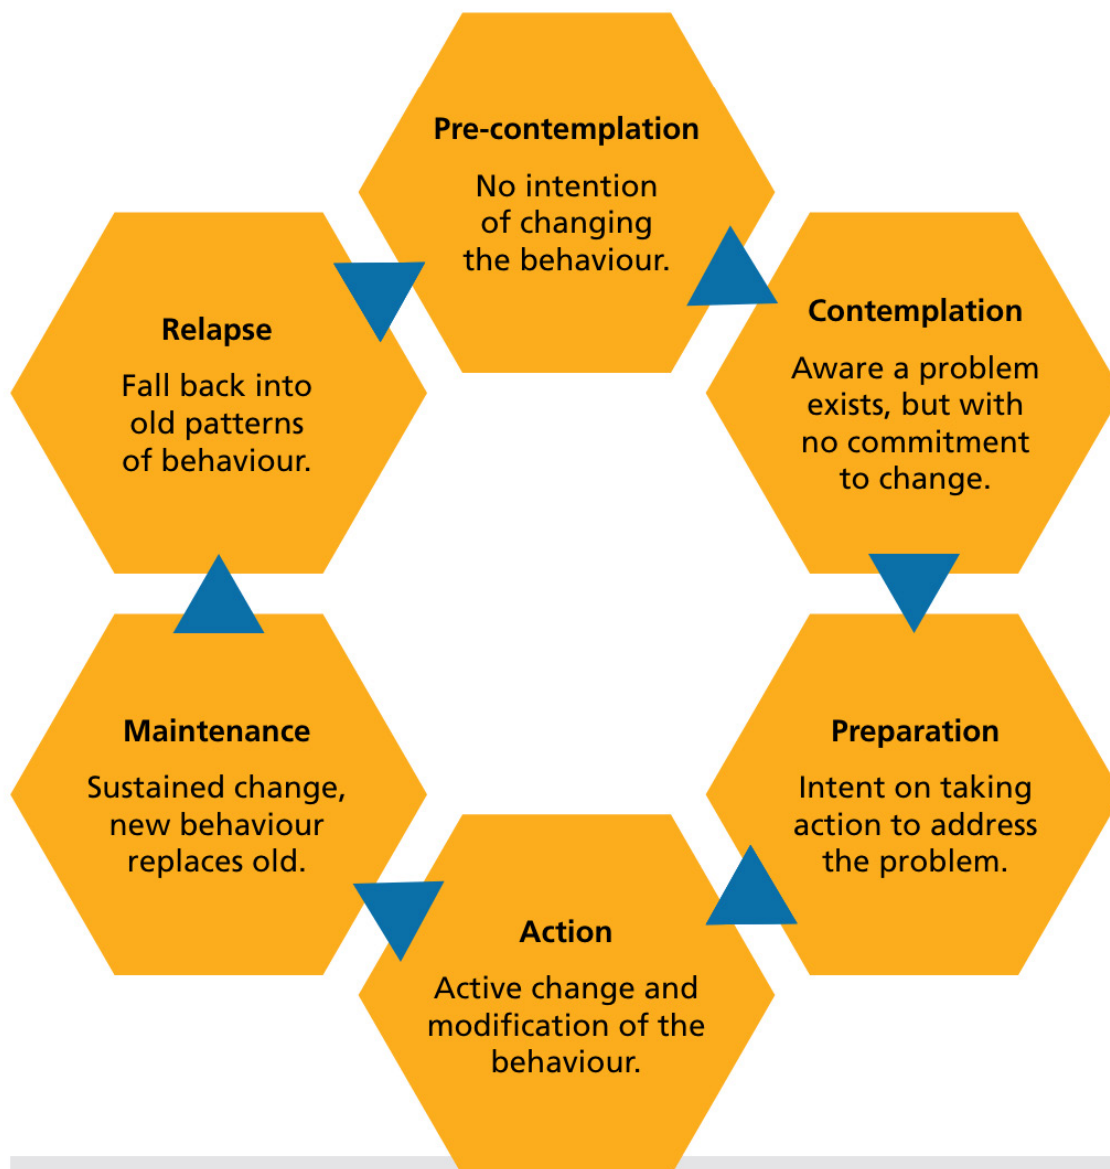 Pre-contemplation
No intention
of changing
the behaviour.
Contemplation
Aware a problem
exists, but with
no commitment
to change.
Preparation
Intent on taking
action to address
the problem.
Action
Active change and
modification of the
behaviour.
Maintenance
Sustained change,
new behaviour
replaces old.
Relapse
Fall back into
old patterns
of behaviour.